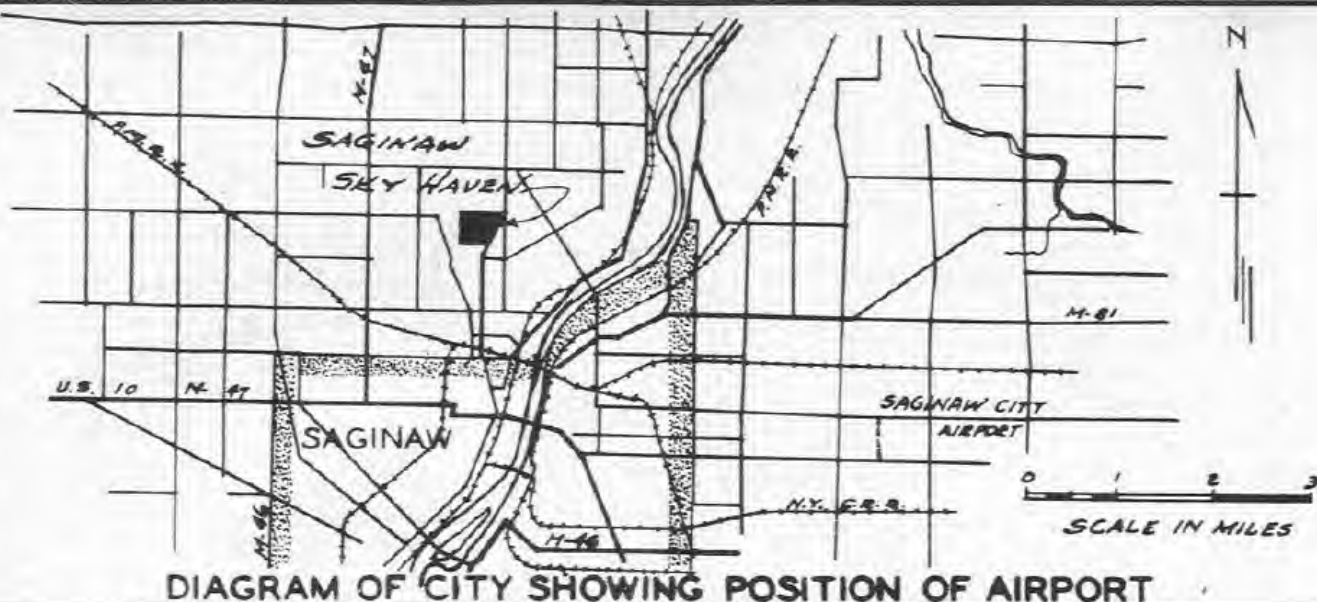 N
M-47
P.M.R.R.
SAGINAW
SKY HAVEN
P.M.R.R.
M-81
U.S. 10 M 47
SAGINAW CITY
AIRPORT
SAGINAW
0 1 2 3
SCALE IN MILES
M-46
N.Y. C.R.R.
M-46
DIAGRAM OF CITY SHOWING POSITION OF AIRPORT